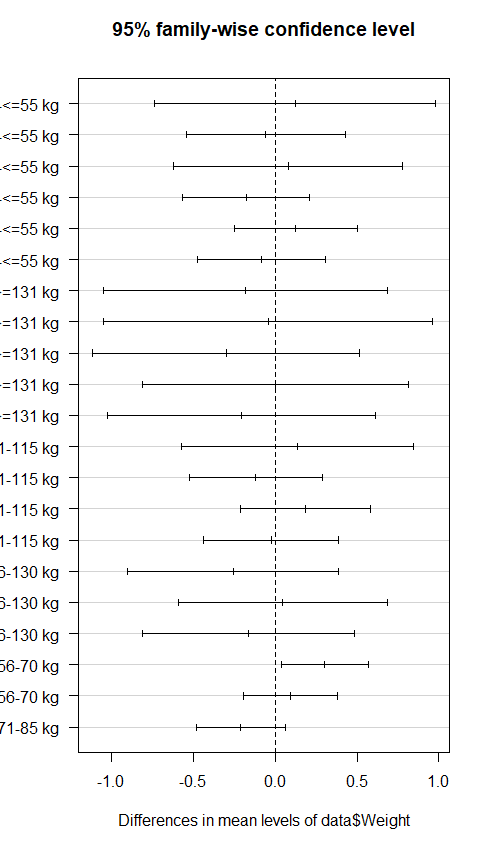 95% family-wise confidence level
<=55 kg
<=55 kg
<=55 kg
<=55 kg
<=55 kg
<=55 kg
=131 kg
=131 kg
=131 kg
=131 kg
=131 kg
1-115 kg
1-115 kg
1-115 kg
1-115 kg
6-130 kg
6-130 kg
6-130 kg
56-70 kg
56-70 kg
71-85 kg
-1.0 -0.5 0.0 0.5 1.0
Differences in mean levels of data$Weight